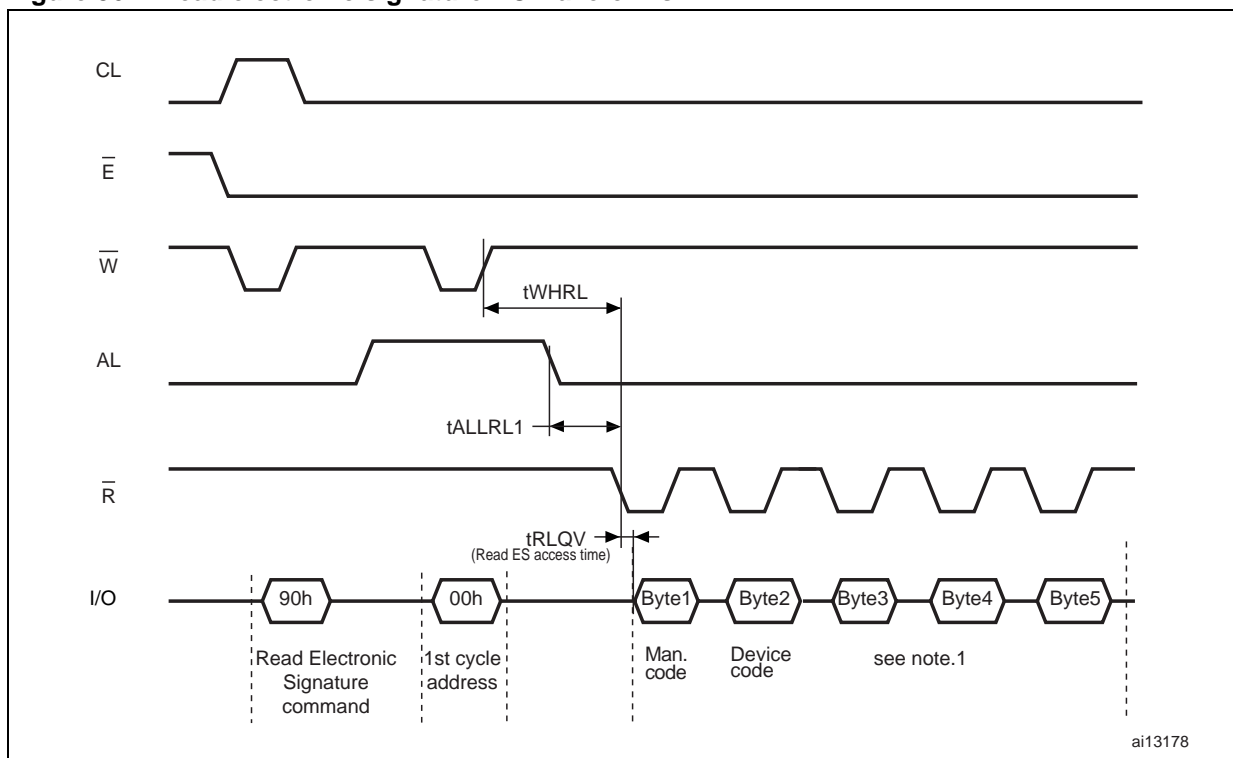 CL
E
W
tWHRL
AL
tALLRL1
R
tRLQV
(Read ES access time)
I/O
90h
00h
Byte1
Byte2
Byte3
Byte4
Byte5
Read Electronic
Signature
command
1st cycle
address
Man.
code
Device
code
see note.1
ai13178